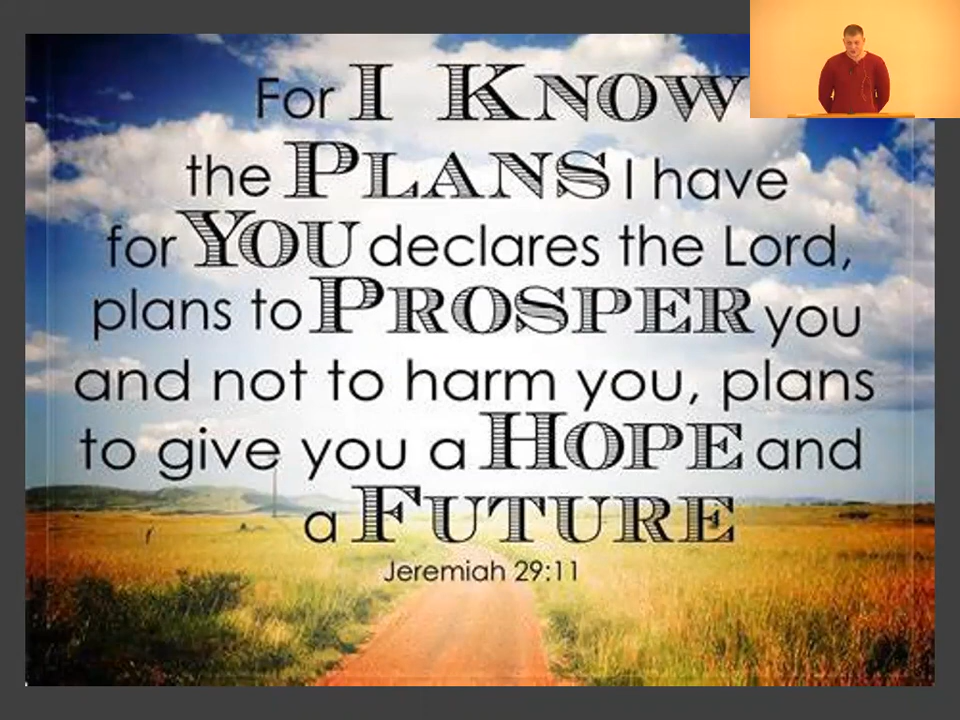 For I KNOW
the PLANS I have
for YOU declares the Lord,
plans to PROSPER you
and not to harm you, plans
to give you a HOPE and
a FUTURE
Jeremiah 29:11